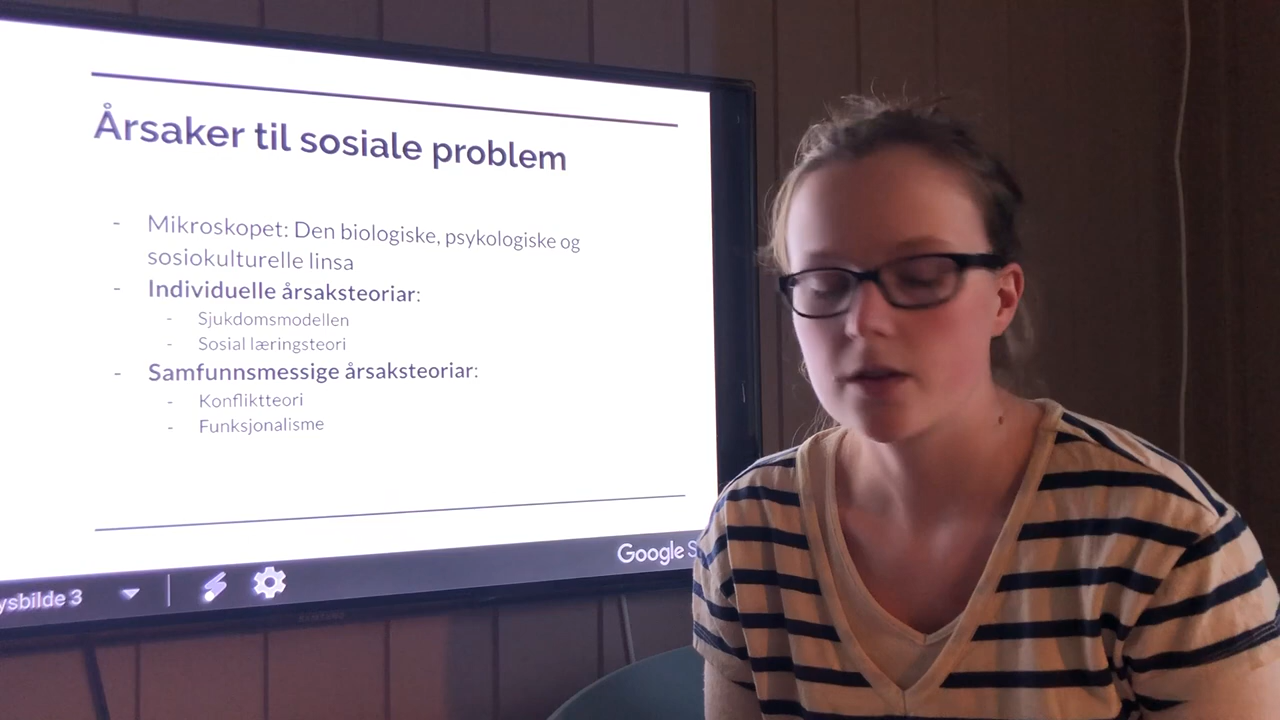 Årsaker til sosiale problem
- Mikroskopet: Den biologiske, psykologiske og
sosiokulturelle linsa
- Individuelle årsaksteoriar:
- Sjukdomsmodellen
- Sosial læringsteori
- Samfunnsmessige årsaksteoriar:
- Konfliktteori
- Funksjonalisme
Google S
ysbilde 3